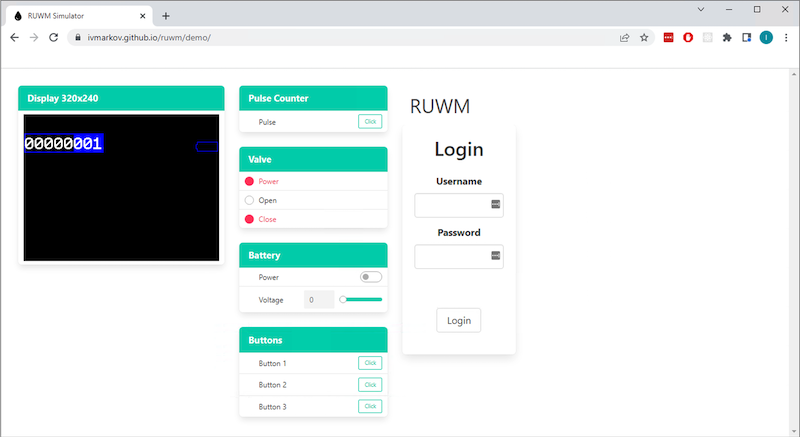 RUWM Simulator
ivmarkov.github.io/ruwm/demo/
I
Display 320x240
00000001
Pulse Counter
Pulse
Click
Valve
Power
Open
Close
Battery
Power
Voltage
0
Buttons
Button 1
Click
Button 2
Click
Button 3
Click
RUWM
Login
Username
Password
Login